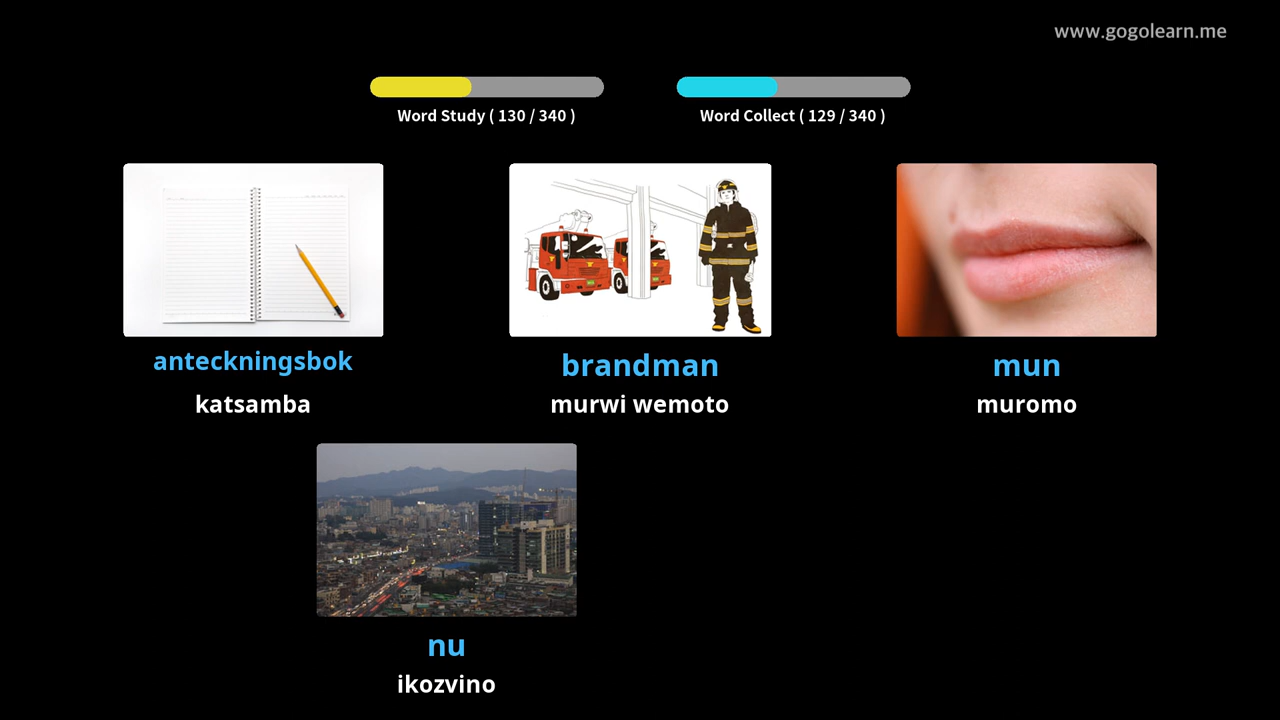 www.gogolearn.me
Word Study ( 130 / 340 )
Word Collect ( 129 / 340 )
anteckningsbok
katsamba
brandman
murwi wemoto
mun
muromo
nu
ikozvino